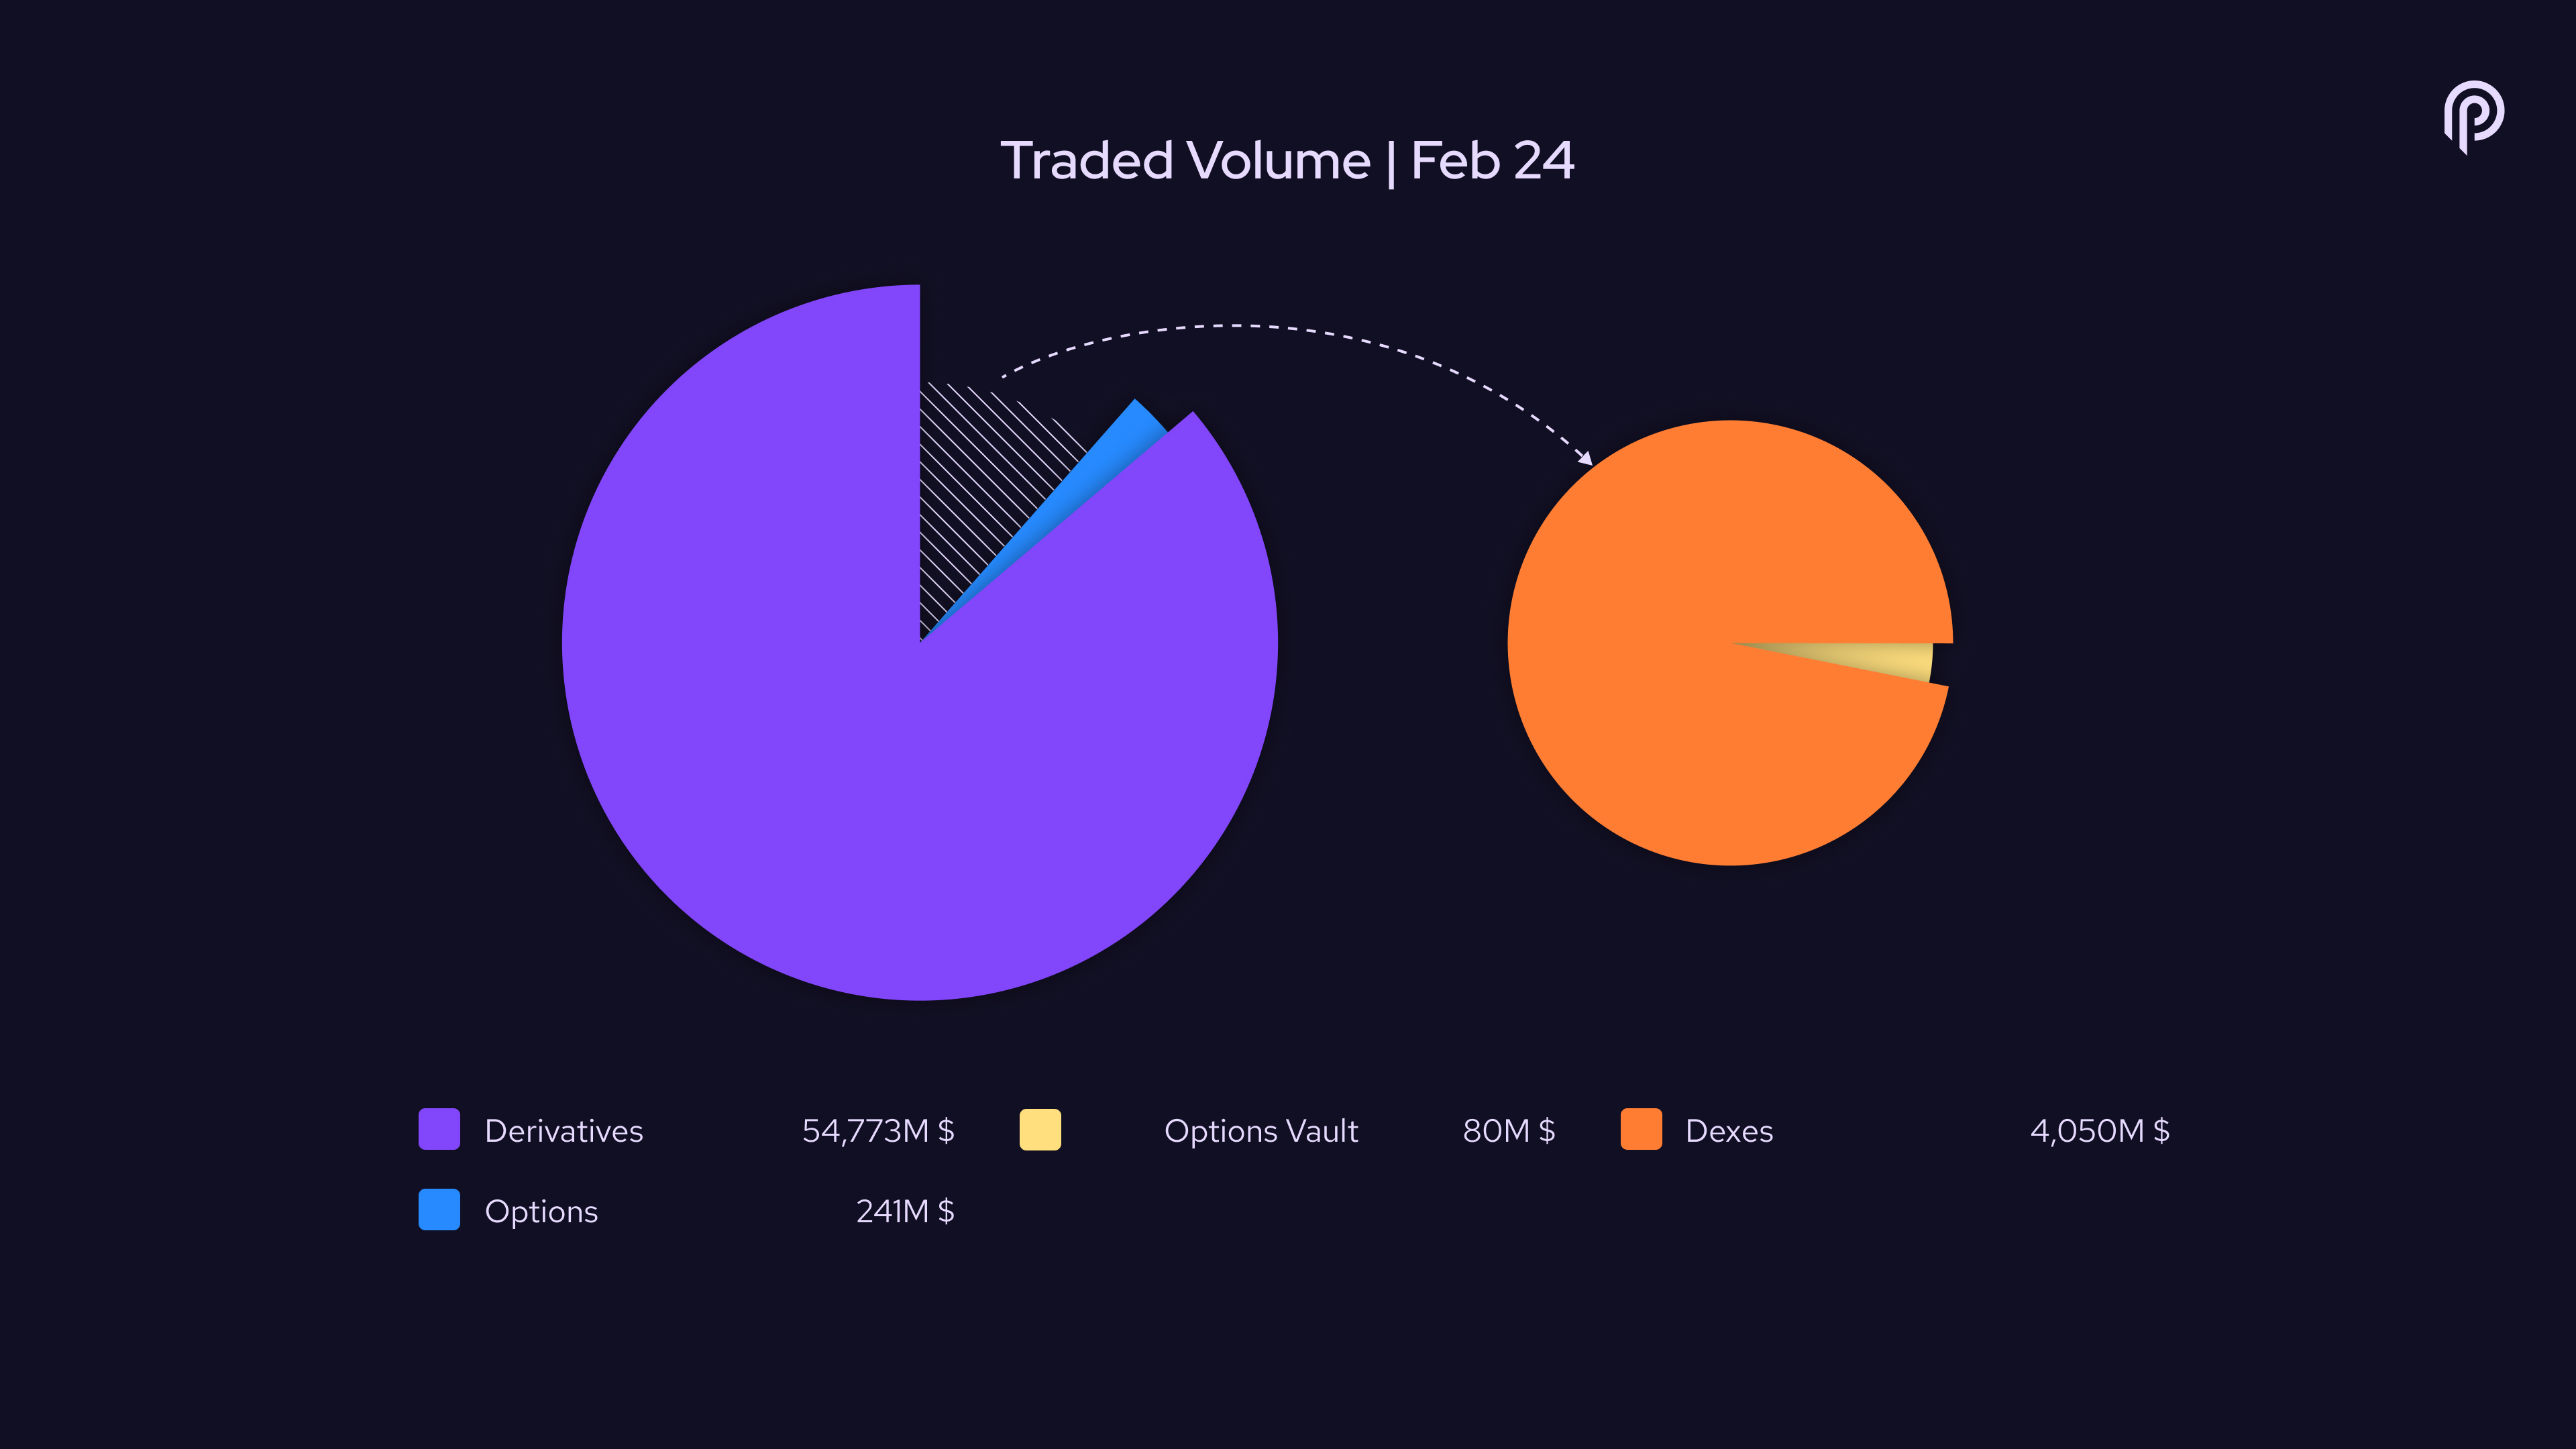 Traded Volume | Feb 24
Derivatives 54,773M $
Options Vault 80M $
Dexes 4,050M $
Options 241M $